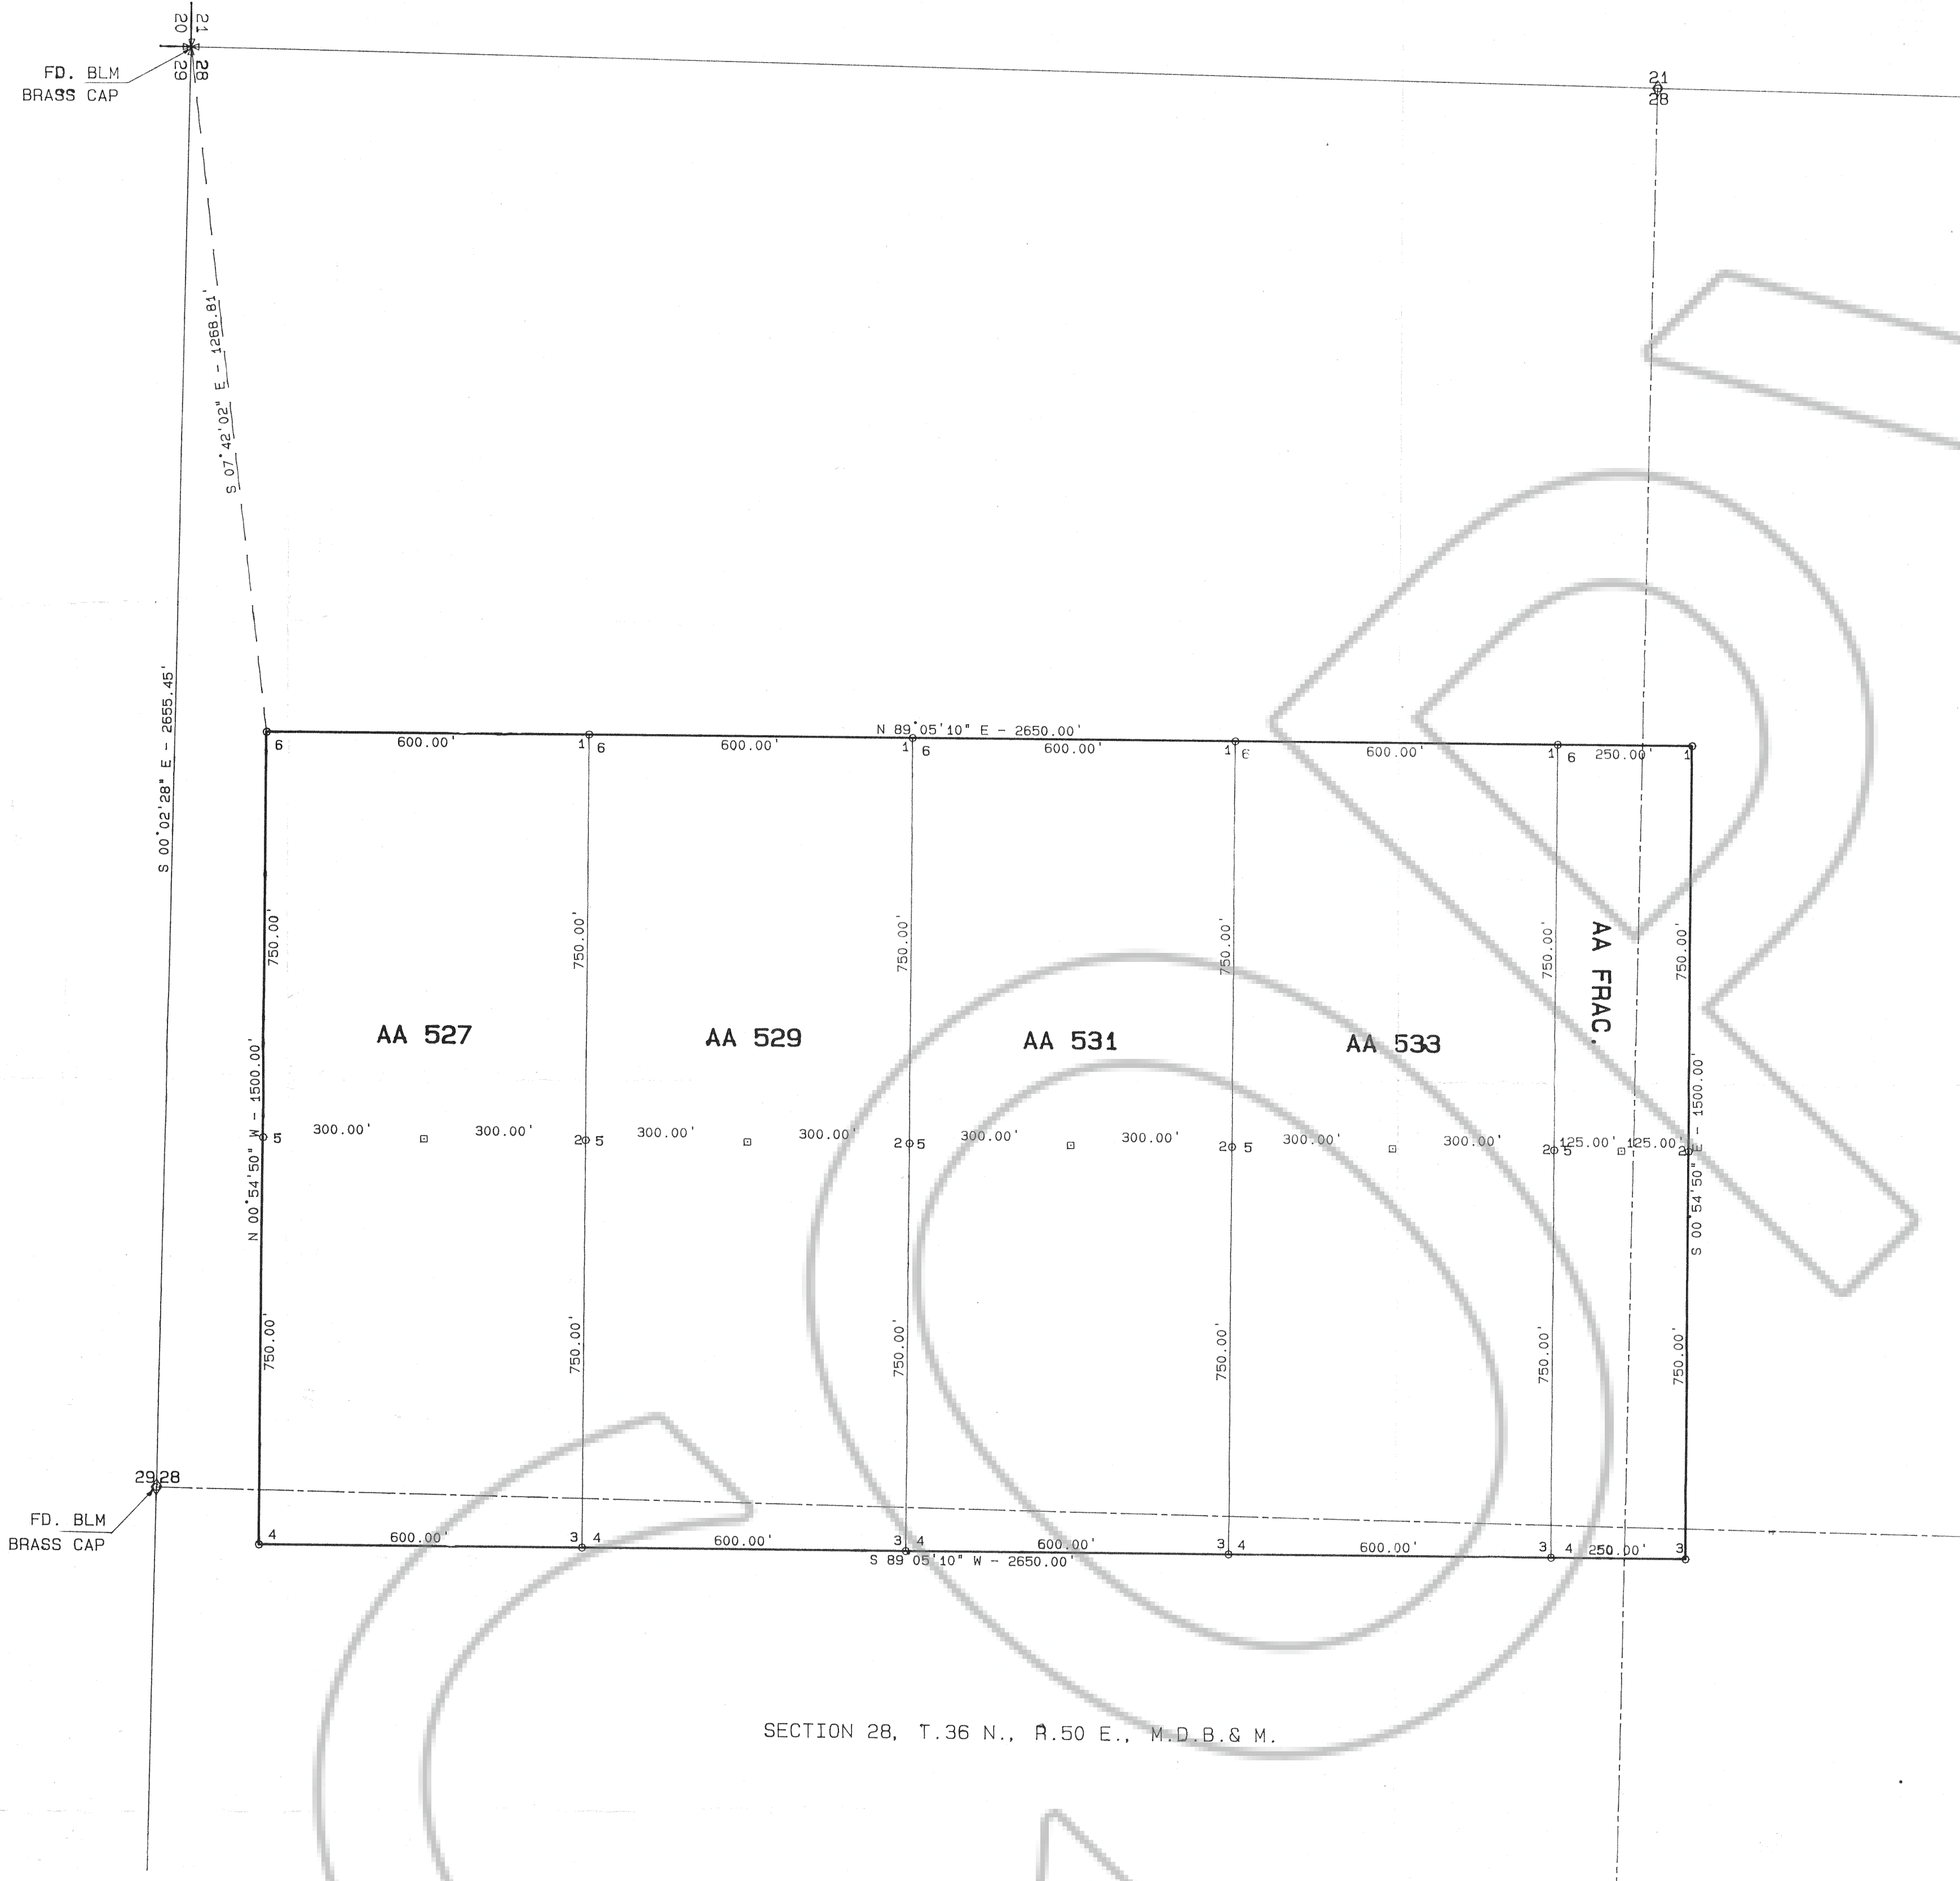 20 21
29 28
FD. BLM
BRASS CAP
21
28
S 07°42'02" E - 1268.81'
S 00°02'28" E - 2655.45'
N 89°05'10" E - 2650.00'
6 600.00' 1 6 600.00' 1 6 600.00' 1 6 600.00' 1 6 250.00' 1
750.00' 750.00' 750.00' 750.00' 750.00' 750.00'
AA 527 AA 529 AA 531 AA 533 AA FRAC.
N 00°54'50" W - 1500.00'
S 00°54'50" E - 1500.00'
5 300.00' 300.00' 2 5 300.00' 300.00' 2 5 300.00' 300.00' 2 5 300.00' 300.00' 2 5 125.00' 125.00' 2
750.00' 750.00' 750.00' 750.00' 750.00' 750.00'
29 28
FD. BLM
BRASS CAP
4 600.00' 3 4 600.00' 3 4 600.00' 3 4 600.00' 3 4 250.00' 3
S 89°05'10" W - 2650.00'
SECTION 28, T.36 N., R.50 E., M.D.B.& M.